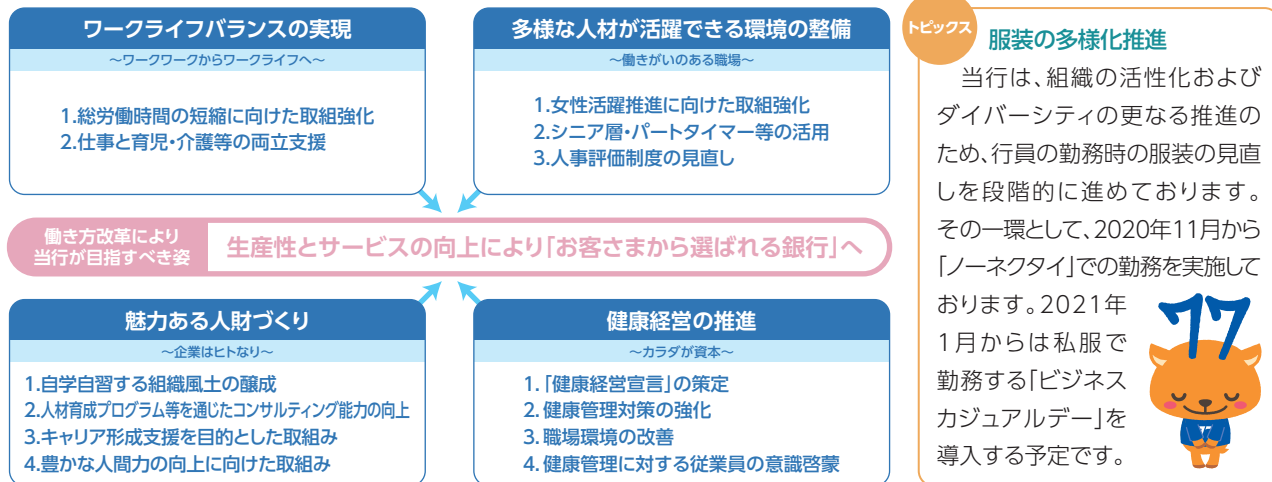 ワークライフバランスの実現
～ワークワークからワークライフへ～
1.総労働時間の短縮に向けた取組強化
2.仕事と育児・介護等の両立支援
多様な人材が活躍できる環境の整備
～働きがいのある職場～
1.女性活躍推進に向けた取組強化
2.シニア層・パートタイマー等の活用
3.人事評価制度の見直し
働き方改革により
当行が目指すべき姿
生産性とサービスの向上により「お客さまから選ばれる銀行」へ
魅力ある人財づくり
～企業はヒトなり～
1.自学自習する組織風土の醸成
2.人材育成プログラム等を通じたコンサルティング能力の向上
3.キャリア形成支援を目的とした取組み
4.豊かな人間力の向上に向けた取組み
健康経営の推進
～カラダが資本～
1.「健康経営宣言」の策定
2.健康管理対策の強化
3.職場環境の改善
4.健康管理に対する従業員の意識啓蒙
トピックス
服装の多様化推進
当行は、組織の活性化および
ダイバーシティの更なる推進の
ため、行員の勤務時の服装の見直
しを段階的に進めております。
その一環として、2020年11月から
「ノーネクタイ」での勤務を実施して
おります。2021年
1月からは私服で
勤務する「ビジネス
カジュアルデー」を
導入する予定です。
77